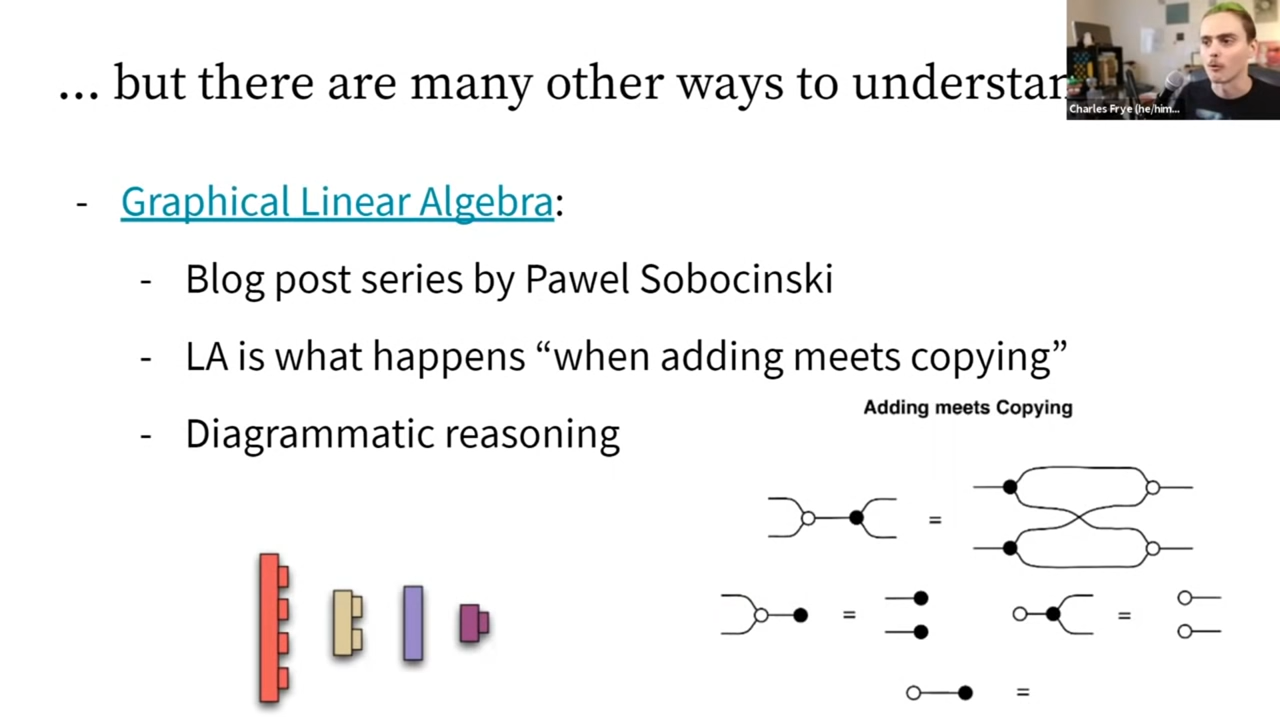 ... but there are many other ways to understan
Charles Frye (he/him...
- Graphical Linear Algebra:
- Blog post series by Pawel Sobocinski
- LA is what happens “when adding meets copying”
- Diagrammatic reasoning
Adding meets Copying
=
= =
=